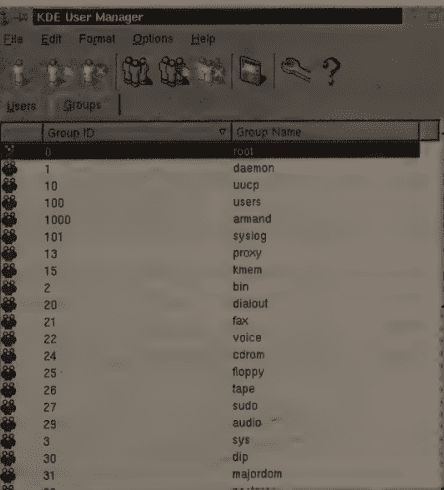 KDE User Manager
File Edit Format Options Help
Users Groups
Group ID Group Name
0 root
1 daemon
10 uucp
100 users
1000 armand
101 syslog
13 proxy
15 kmem
2 bin
20 dialout
21 fax
22 voice
24 cdrom
25 floppy
26 tape
27 sudo
29 audio
3 sys
30 dip
31 majordom